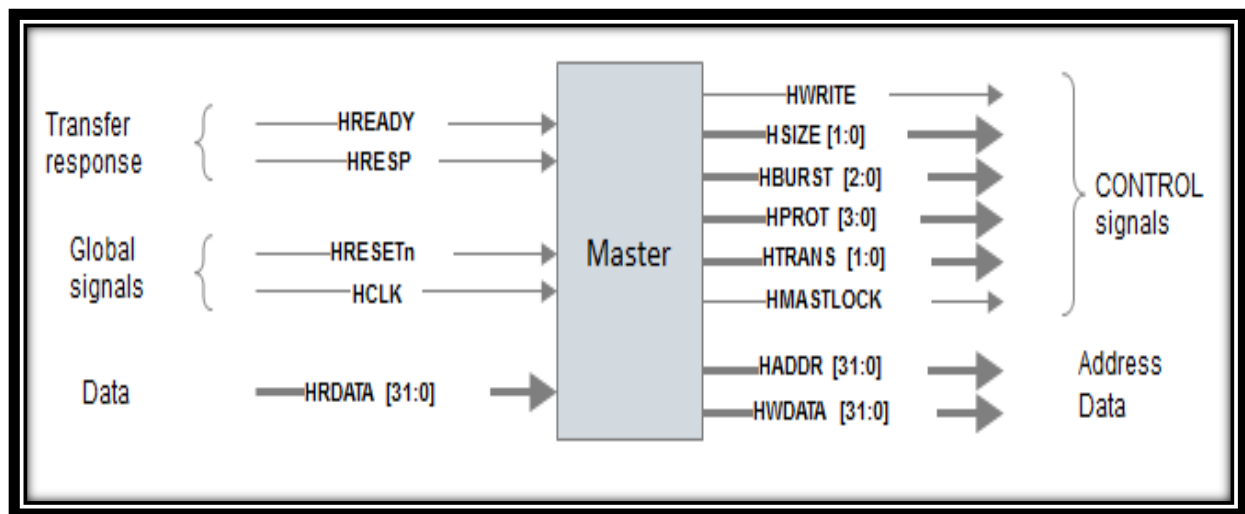 Transfer
response
HREADY
HRESP
Global
signals
HRESETn
HCLK
Data
HRDATA [31:0]
Master
HWRITE
HSIZE [1:0]
HBURST [2:0]
HPROT [3:0]
HTRANS [1:0]
HMASTLOCK
CONTROL
signals
HADDR [31:0]
Address
HWDATA [31:0]
Data